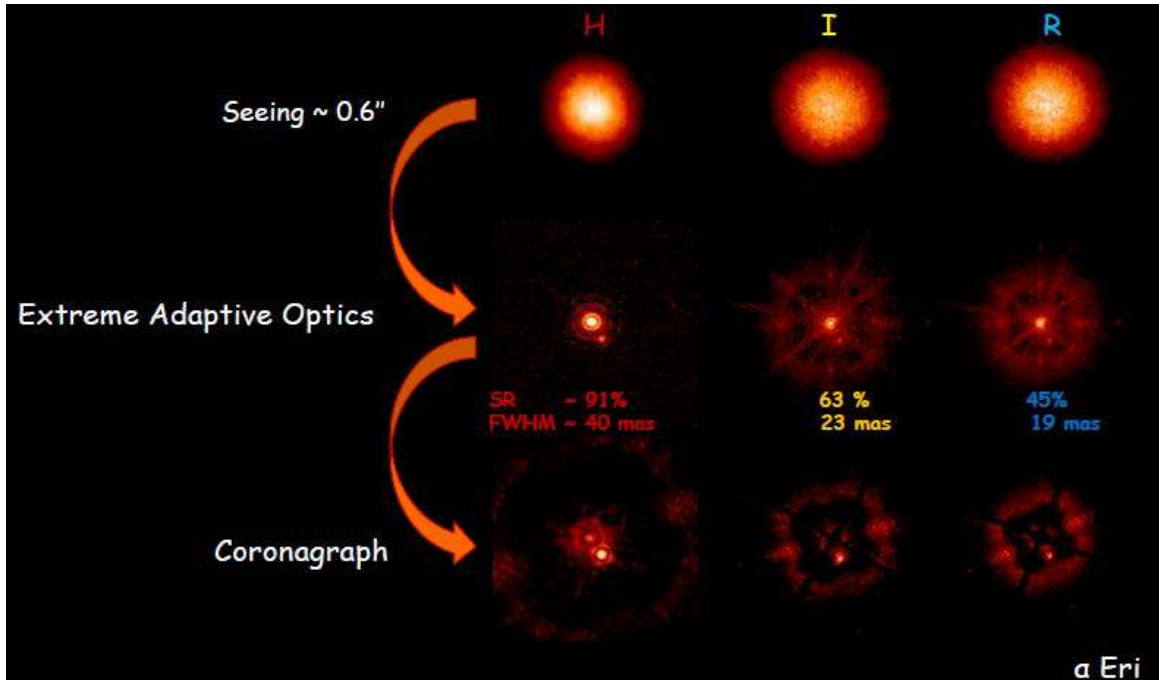 H I R
Seeing ~ 0.6"
Extreme Adaptive Optics
SR ~ 91% 63 % 45%
FWHM ~ 40 mas 23 mas 19 mas
Coronagraph
α Eri